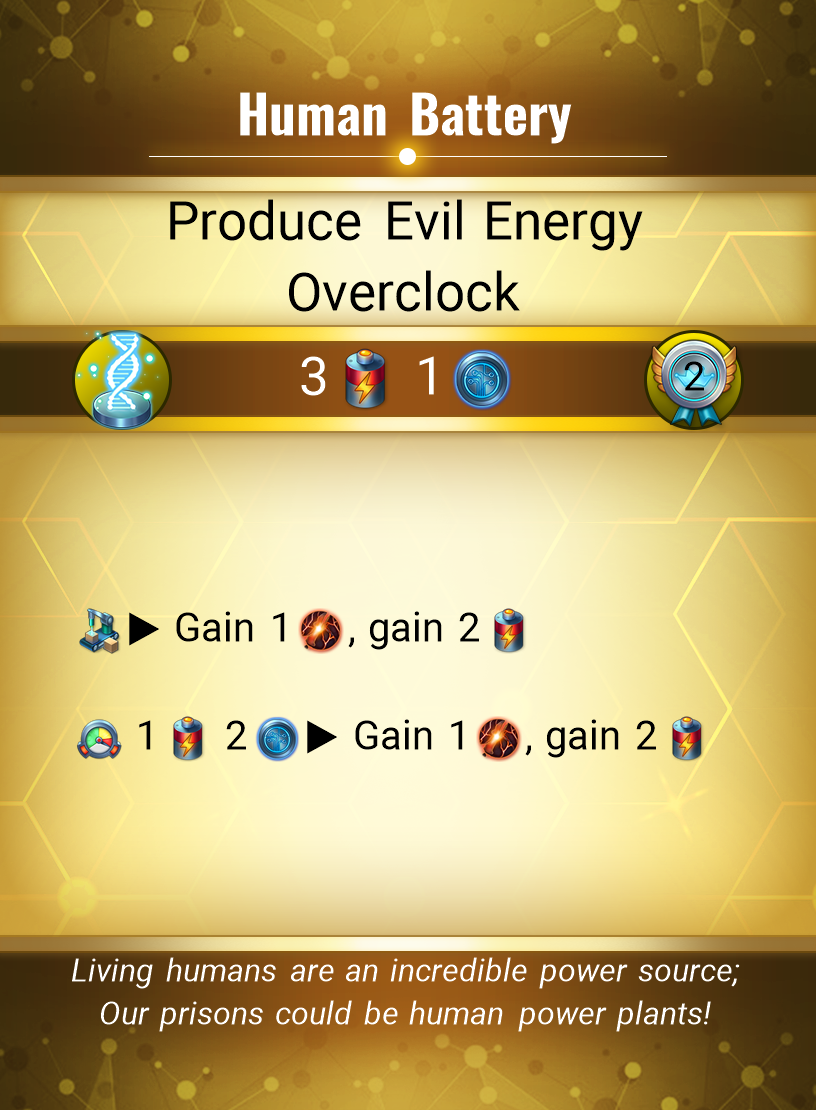 Human Battery
Produce Evil Energy
Overclock
3 1 2
Gain 1 , gain 2
1 2 Gain 1 , gain 2
Living humans are an incredible power source;
Our prisons could be human power plants!